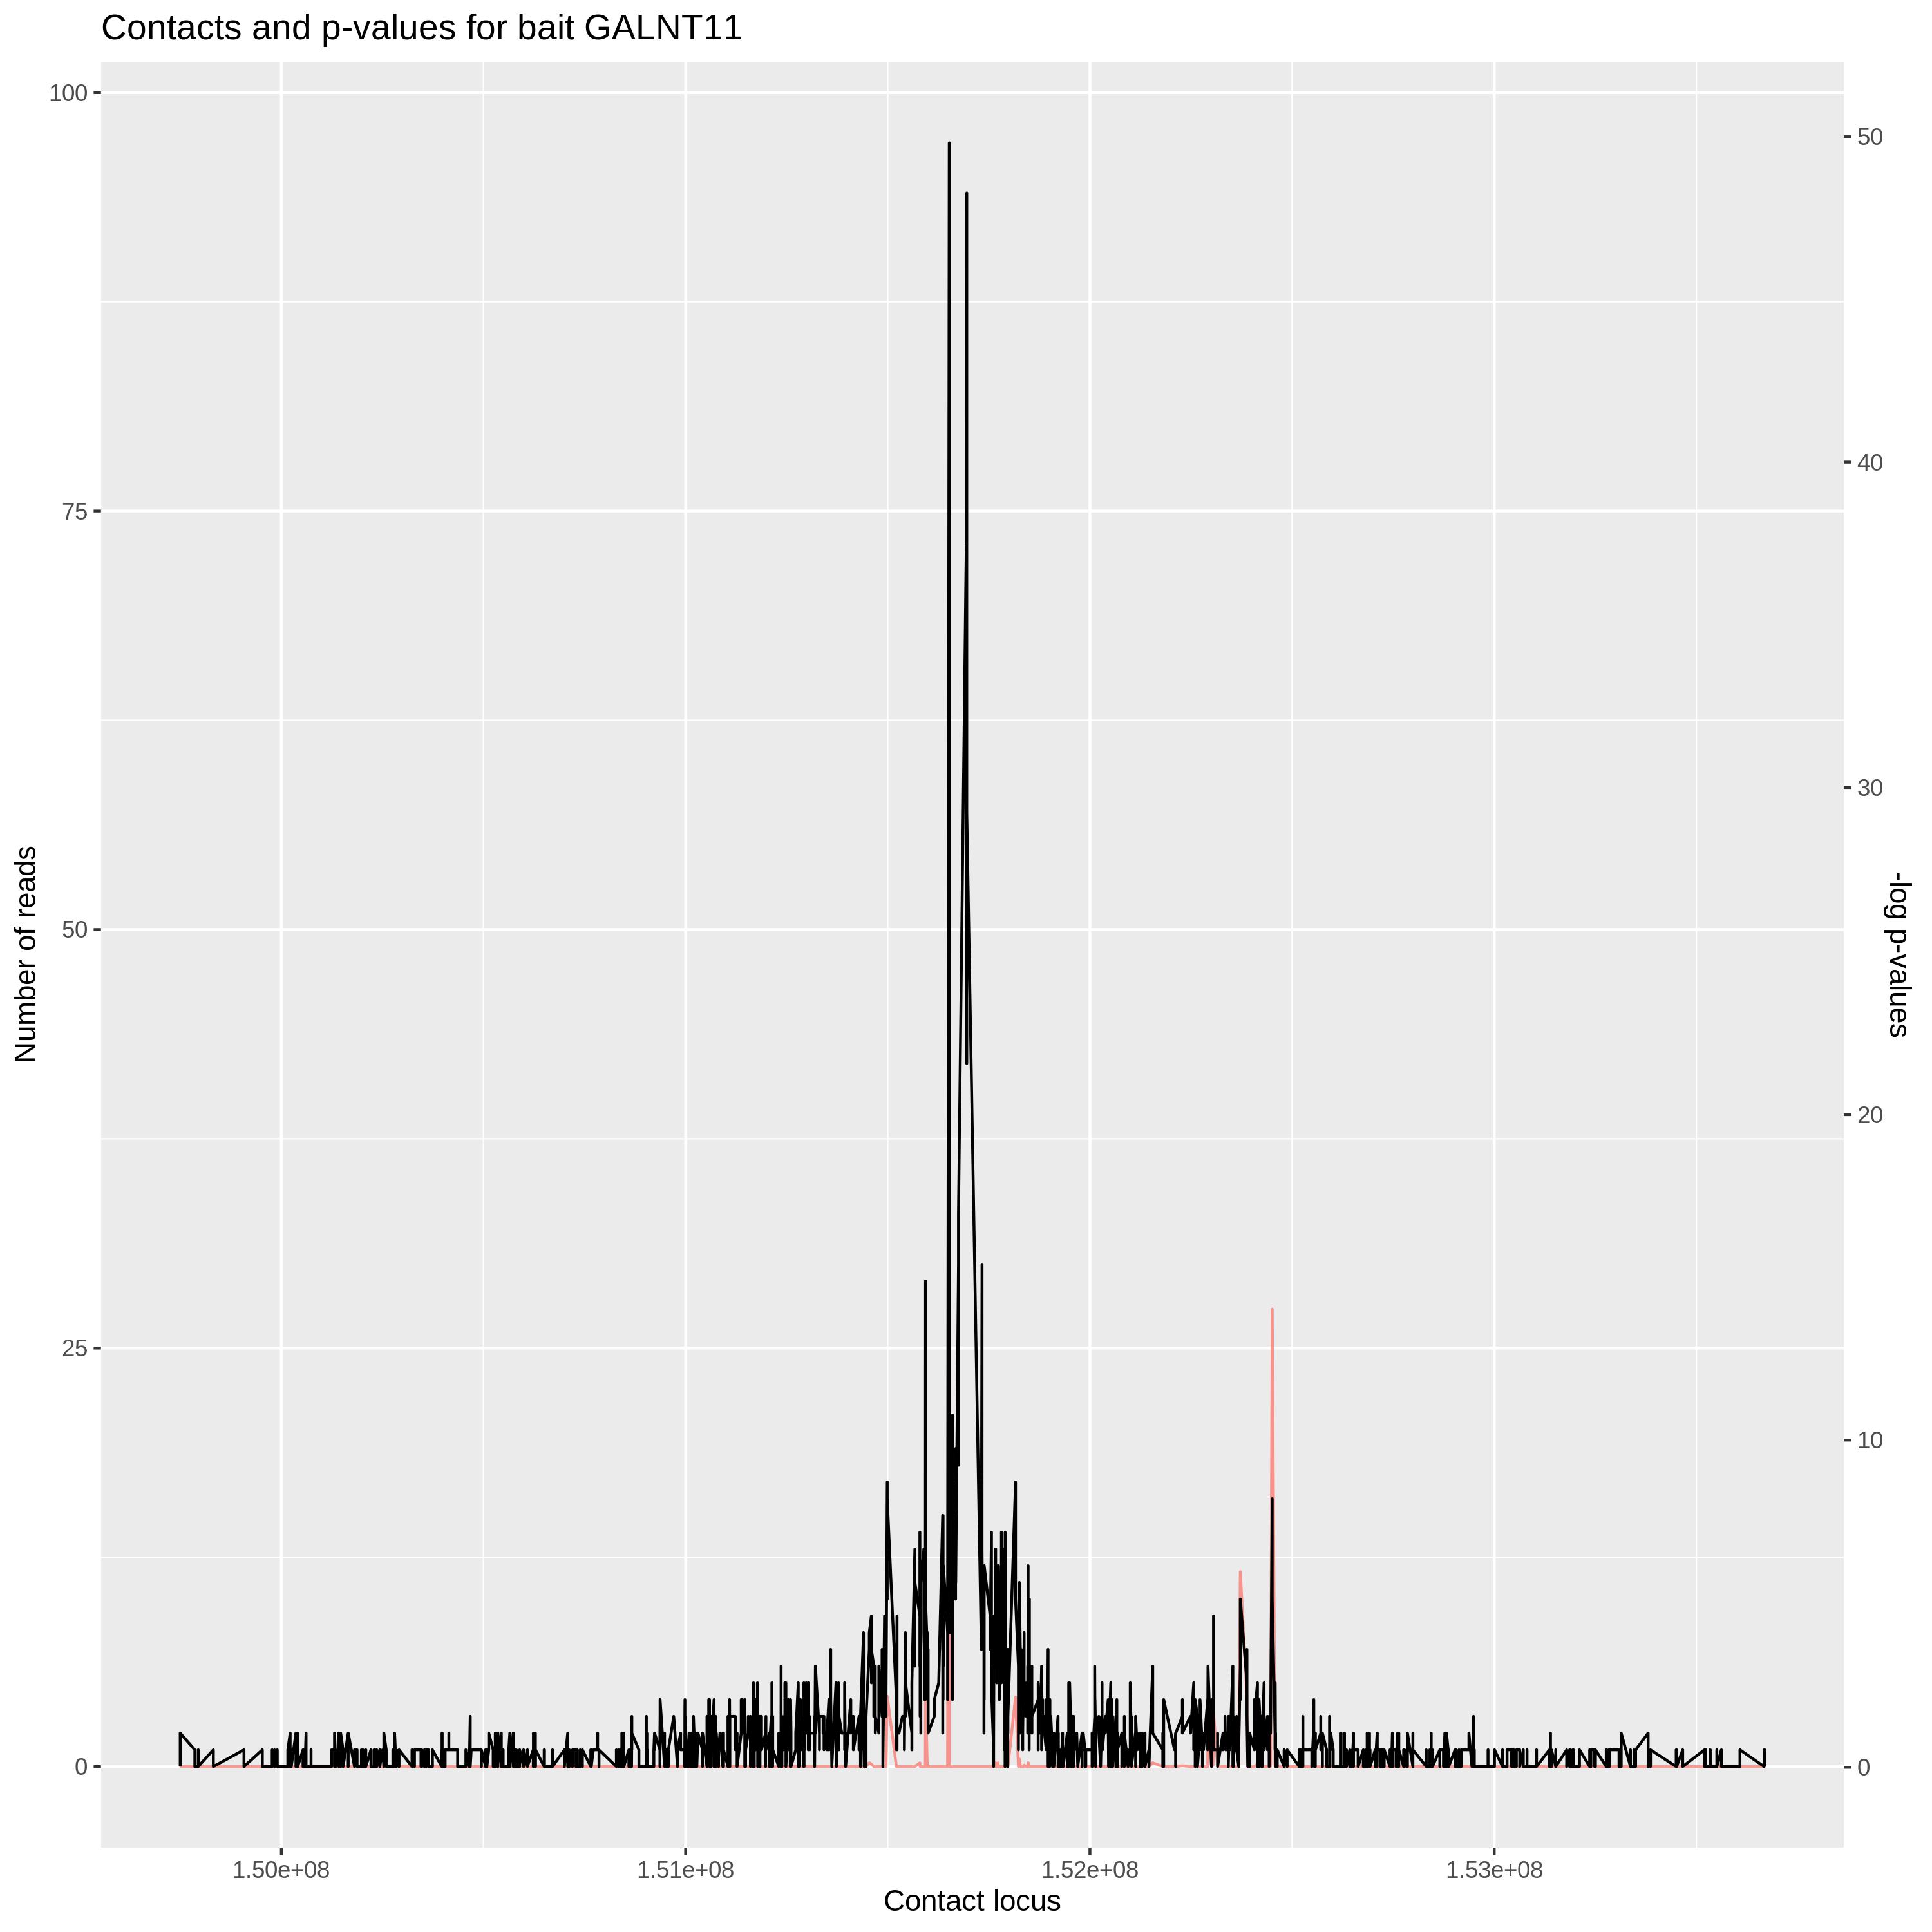 Contacts and p-values for bait GALNT11
100
75
50
25
0
Number of reads
50
40
30
20
10
0
-log p-values
1.50e+08
1.51e+08
1.52e+08
1.53e+08
Contact locus